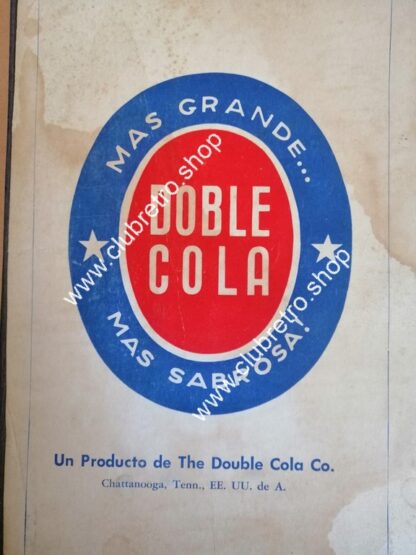 MAS GRANDE...
DOBLE
COLA
MAS SABROSA!
Un Producto de The Double Cola Co.
Chattanooga, Tenn., EE. UU. de A.
www.clubretro.shop
www.clubretro.shop